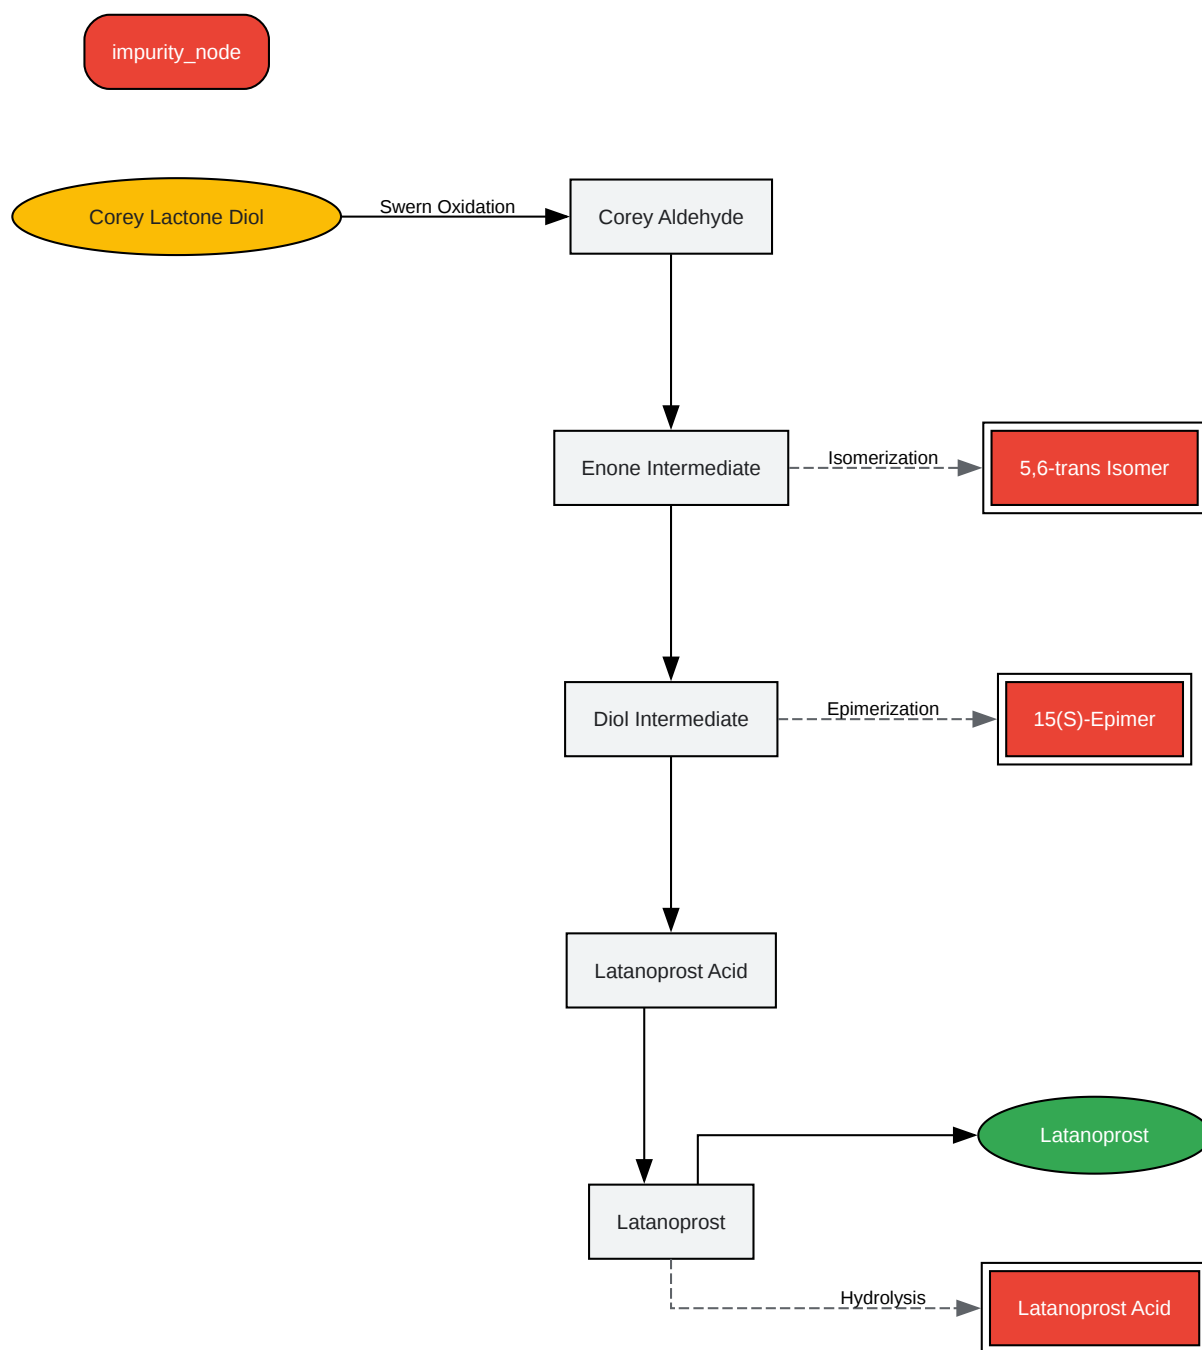 impurity_node
Corey Lactone Diol
Swern Oxidation
Corey Aldehyde
Enone Intermediate
Isomerization
5,6-trans Isomer
Diol Intermediate
Epimerization
15(S)-Epimer
Latanoprost Acid
Latanoprost
Latanoprost
Hydrolysis
Latanoprost Acid